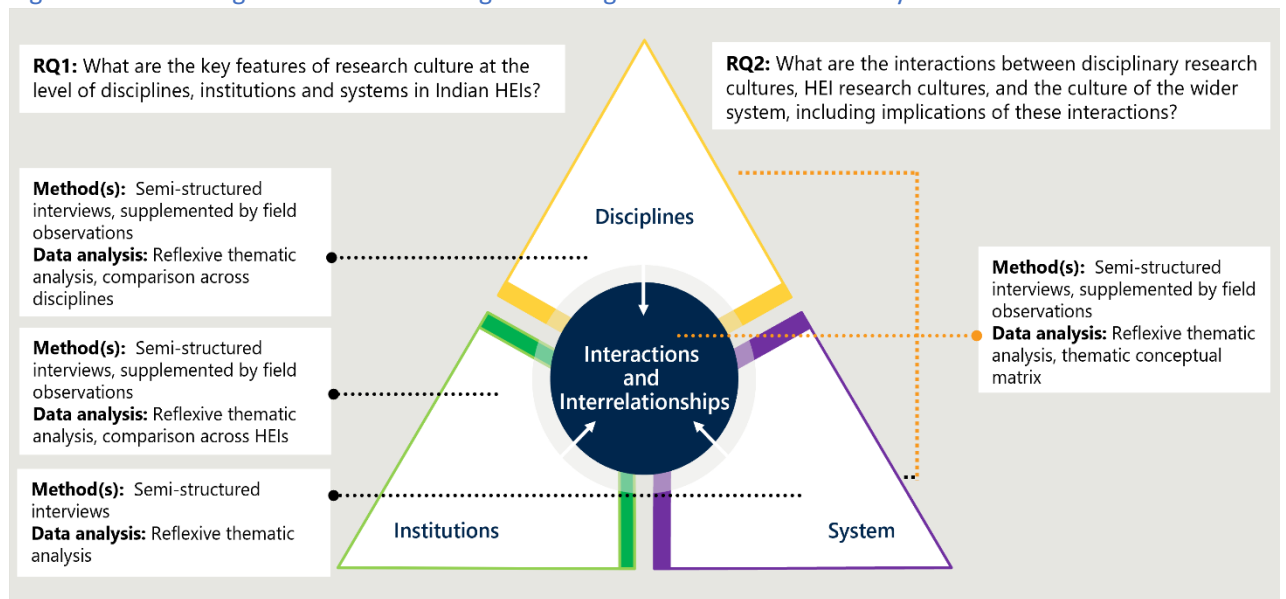 RQ1: What are the key features of research culture at the
level of disciplines, institutions and systems in Indian HEIs?
RQ2: What are the interactions between disciplinary research
cultures, HEI research cultures, and the culture of the wider
system, including implications of these interactions?
Method(s): Semi-structured
interviews, supplemented by field
observations
Data analysis: Reflexive thematic
analysis, comparison across
disciplines
Disciplines
Method(s): Semi-structured
interviews, supplemented by field
observations
Data analysis: Reflexive thematic
analysis, thematic conceptual
matrix
Method(s): Semi-structured
interviews, supplemented by field
observations
Data analysis: Reflexive thematic
analysis, comparison across HEIs
Interactions
and
Interrelationships
Method(s): Semi-structured
interviews
Data analysis: Reflexive thematic
analysis
Institutions
System